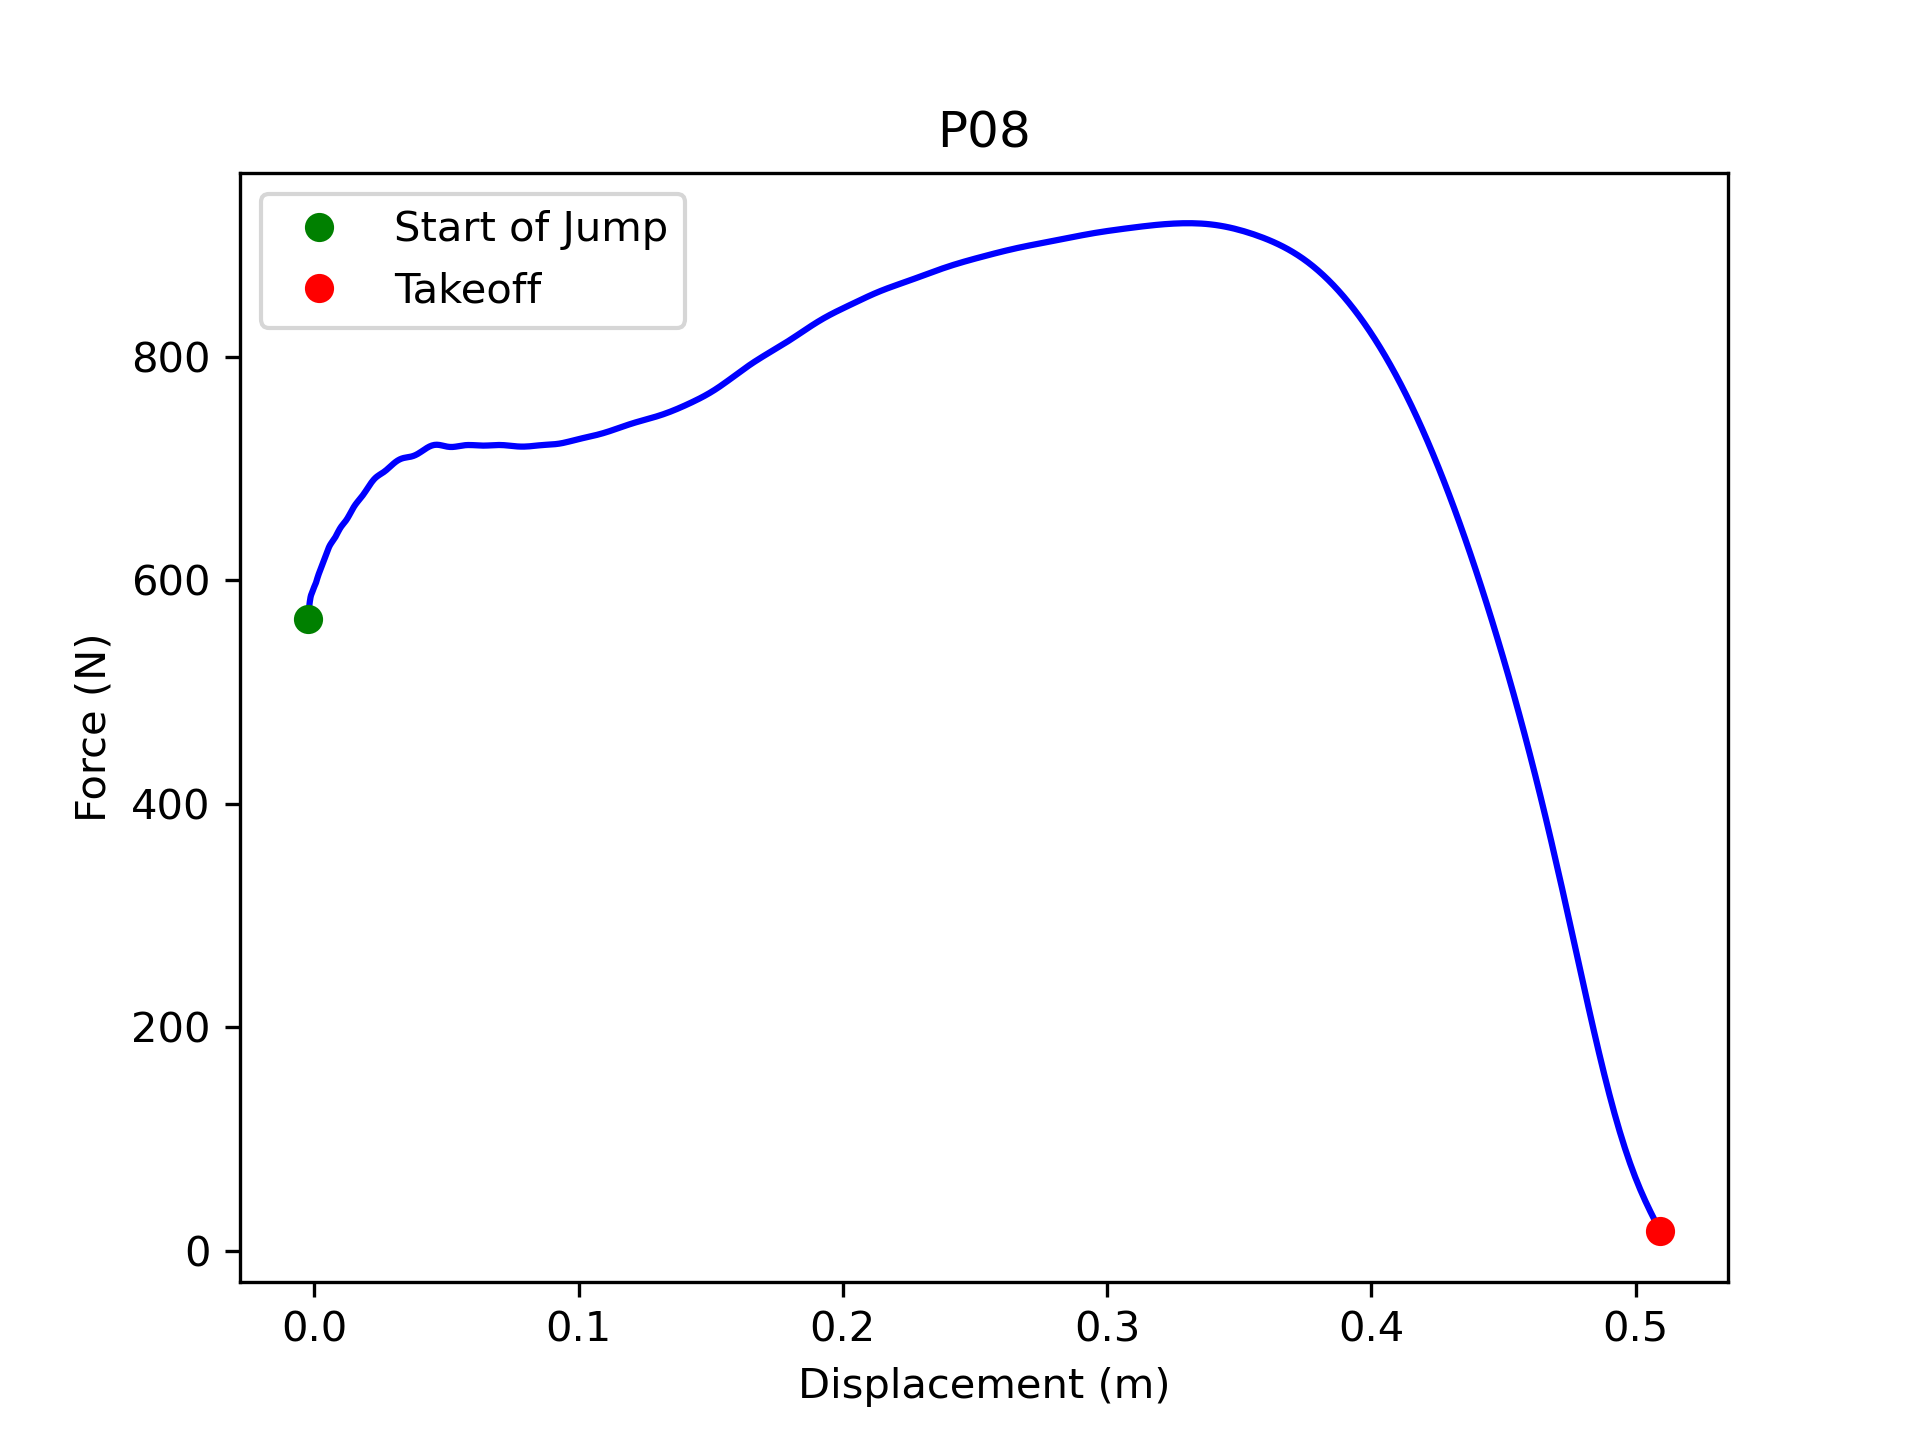 P08
Start of Jump
Takeoff
800
600
400
200
0
Force (N)
0.0 0.1 0.2 0.3 0.4 0.5
Displacement (m)